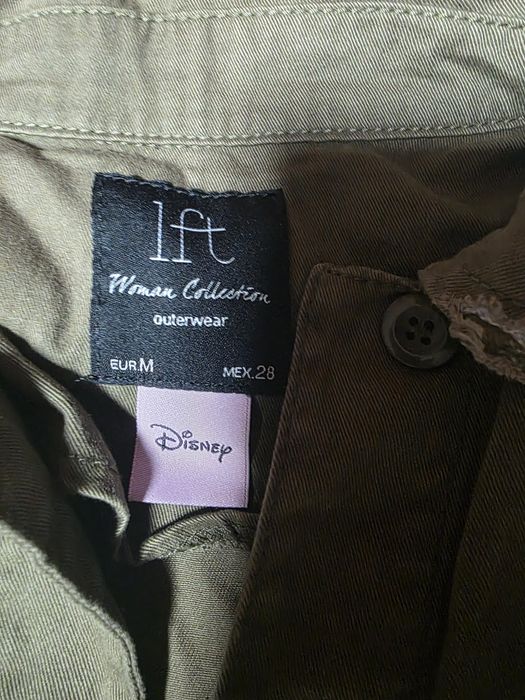 lft
Woman Collection
outerwear
EUR.M MEX.28
Disney